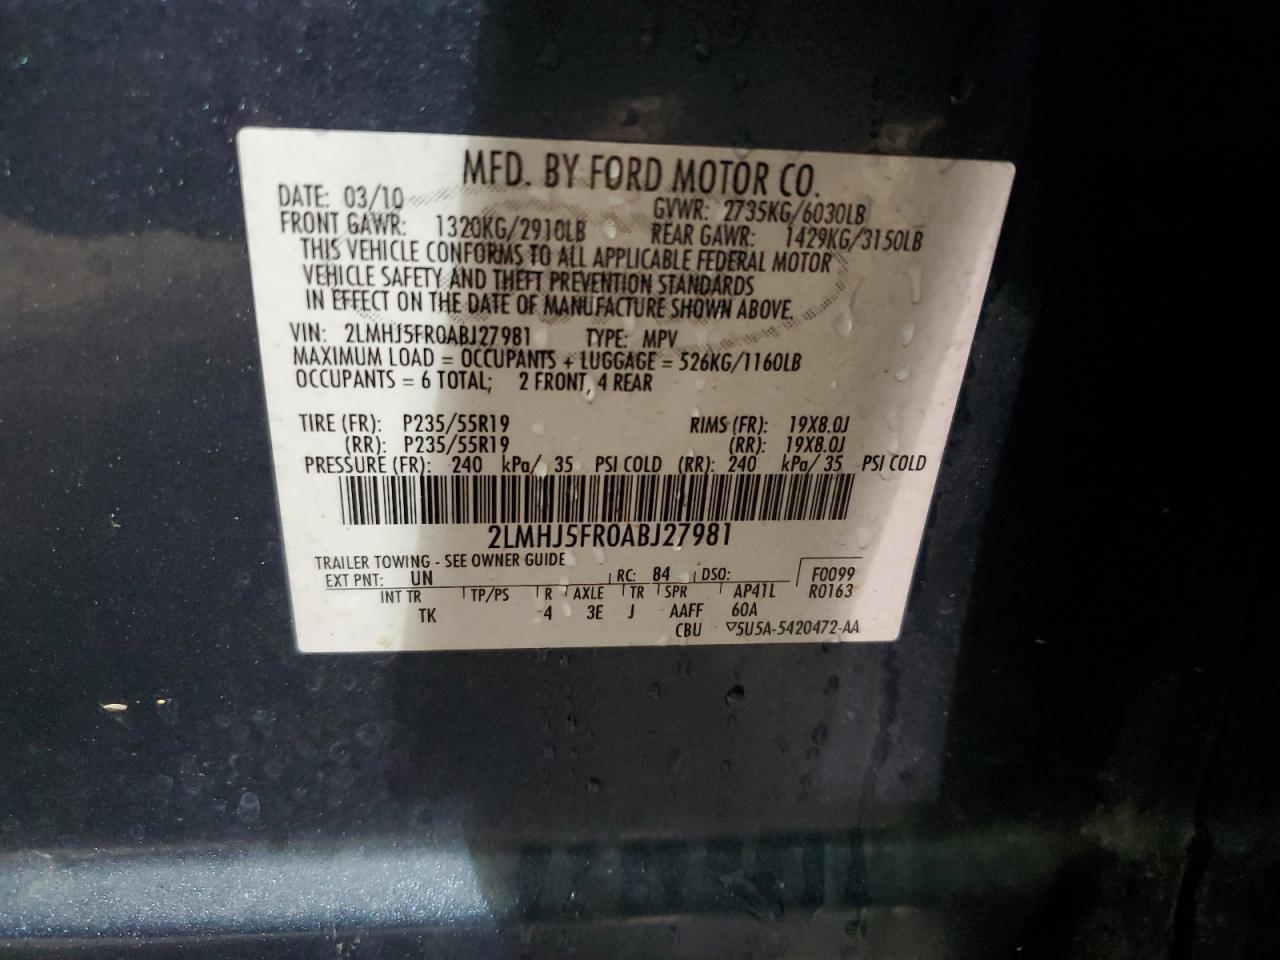 MFD. BY FORD MOTOR CO.
DATE: 03/10 GVWR: 2735KG/6030LB
FRONT GAWR: 1320KG/2910LB REAR GAWR: 1429KG/3150LB
THIS VEHICLE CONFORMS TO ALL APPLICABLE FEDERAL MOTOR
VEHICLE SAFETY AND THEFT PREVENTION STANDARDS
IN EFFECT ON THE DATE OF MANUFACTURE SHOWN ABOVE.
VIN: 2LMHJ5FR0ABJ27981 TYPE: MPV
MAXIMUM LOAD = OCCUPANTS + LUGGAGE = 526KG/1160LB
OCCUPANTS = 6 TOTAL; 2 FRONT, 4 REAR
TIRE (FR): P235/55R19 RIMS (FR): 19X8.0J
(RR): P235/55R19 (RR): 19X8.0J
PRESSURE (FR): 240 kPa/ 35 PSI COLD (RR): 240 kPa/ 35 PSI COLD
2LMHJ5FR0ABJ27981
TRAILER TOWING - SEE OWNER GUIDE
EXT PNT: UN RC: 84 DSO: F0099
INT TR TP/PS R AXLE TR SPR AP41L R0163
TK 4 3E J AAFF 60A
CBU ▽5U5A-5420472-AA